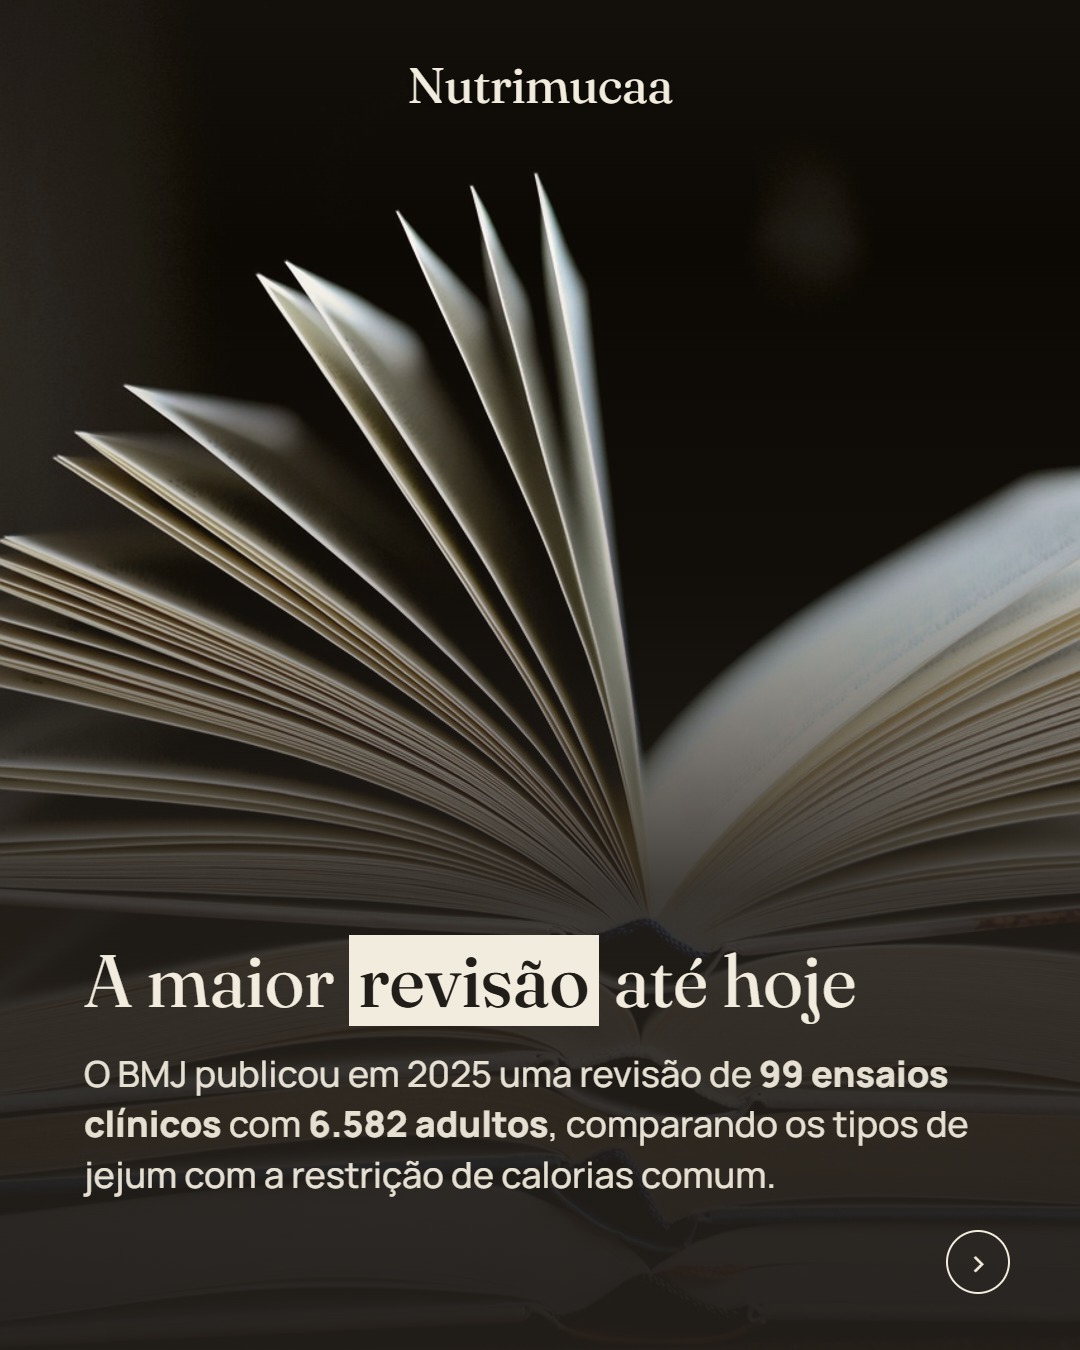 Nutrimucaa
A maior revisão até hoje
O BMJ publicou em 2025 uma revisão de 99 ensaios
clínicos com 6.582 adultos, comparando os tipos de
jejum com a restrição de calorias comum.